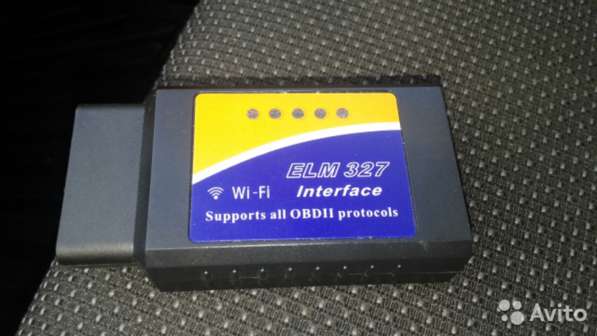 ELM 327
Wi-Fi Interface
Supports all OBDII protocols
Avito